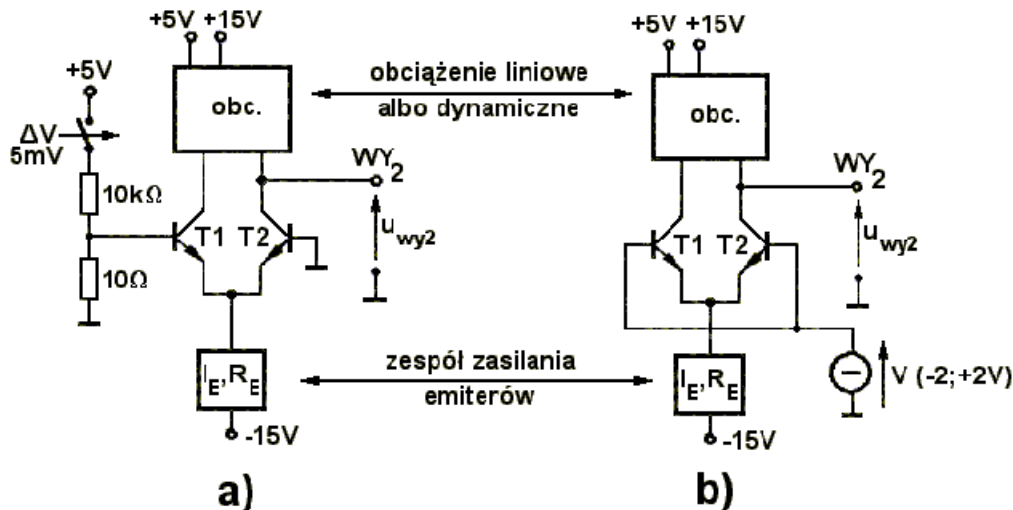 +5V +15V
+5V
ΔV
5mV
10kΩ
10Ω
obc.
WY2
T1 T2
uwy2
IE,RE
-15V
a)
obciążenie liniowe
albo dynamiczne
zespół zasilania
emiterów
+5V +15V
obc.
WY2
T1 T2
uwy2
IE,RE
-15V
V (-2;+2V)
b)